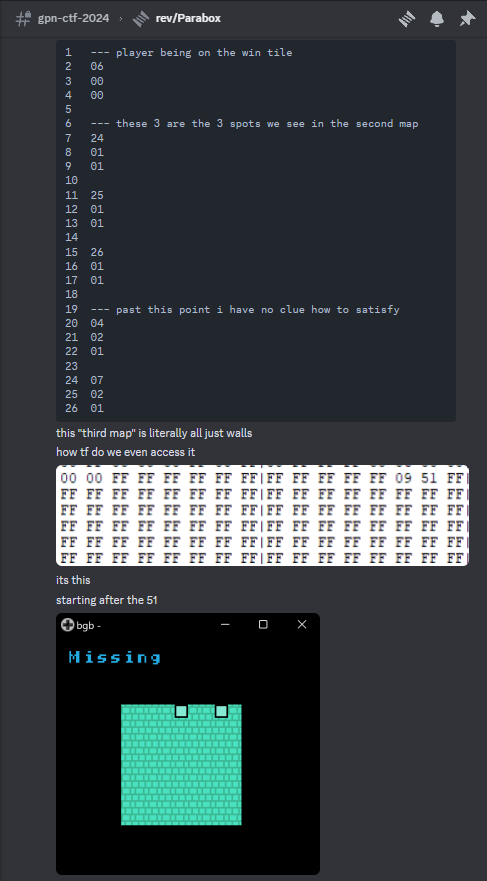 gpn-ctf-2024 › rev/Parabox
1 --- player being on the win tile
2 06
3 00
4 00
5
6 --- these 3 are the 3 spots we see in the second map
7 24
8 01
9 01
10
11 25
12 01
13 01
14
15 26
16 01
17 01
18
19 --- past this point i have no clue how to satisfy
20 04
21 02
22 01
23
24 07
25 02
26 01
this "third map" is literally all just walls
how tf do we even access it
00 00 FF FF FF FF FF FF|FF FF FF FF FF 09 51 FF|
FF FF FF FF FF FF FF FF|FF FF FF FF FF FF FF FF|
FF FF FF FF FF FF FF FF|FF FF FF FF FF FF FF FF|
FF FF FF FF FF FF FF FF|FF FF FF FF FF FF FF FF|
FF FF FF FF FF FF FF FF|FF FF FF FF FF FF FF FF|
FF FF FF FF FF FF FF FF|FF FF FF FF FF FF FF FF|
its this
starting after the 51
bgb -
Missing